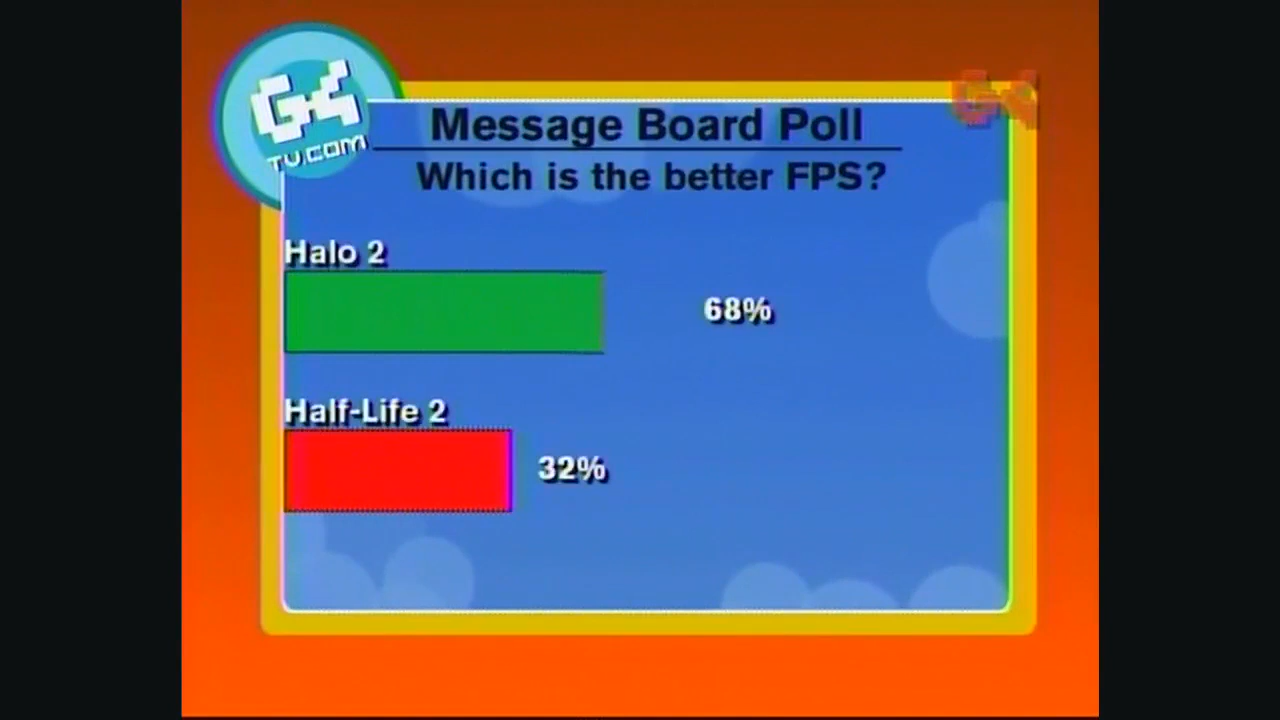 G4
TV.COM
G4
Message Board Poll
Which is the better FPS?
Halo 2
68%
Half-Life 2
32%